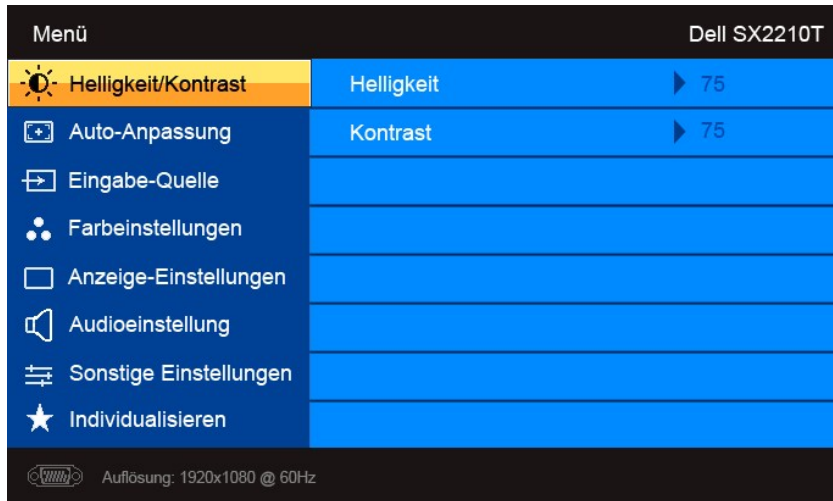 Menü Dell SX2210T
Helligkeit/Kontrast Helligkeit 75
Auto-Anpassung Kontrast 75
Eingabe-Quelle
Farbeinstellungen
Anzeige-Einstellungen
Audioeinstellung
Sonstige Einstellungen
Individualisieren
Auflösung: 1920x1080 @ 60Hz